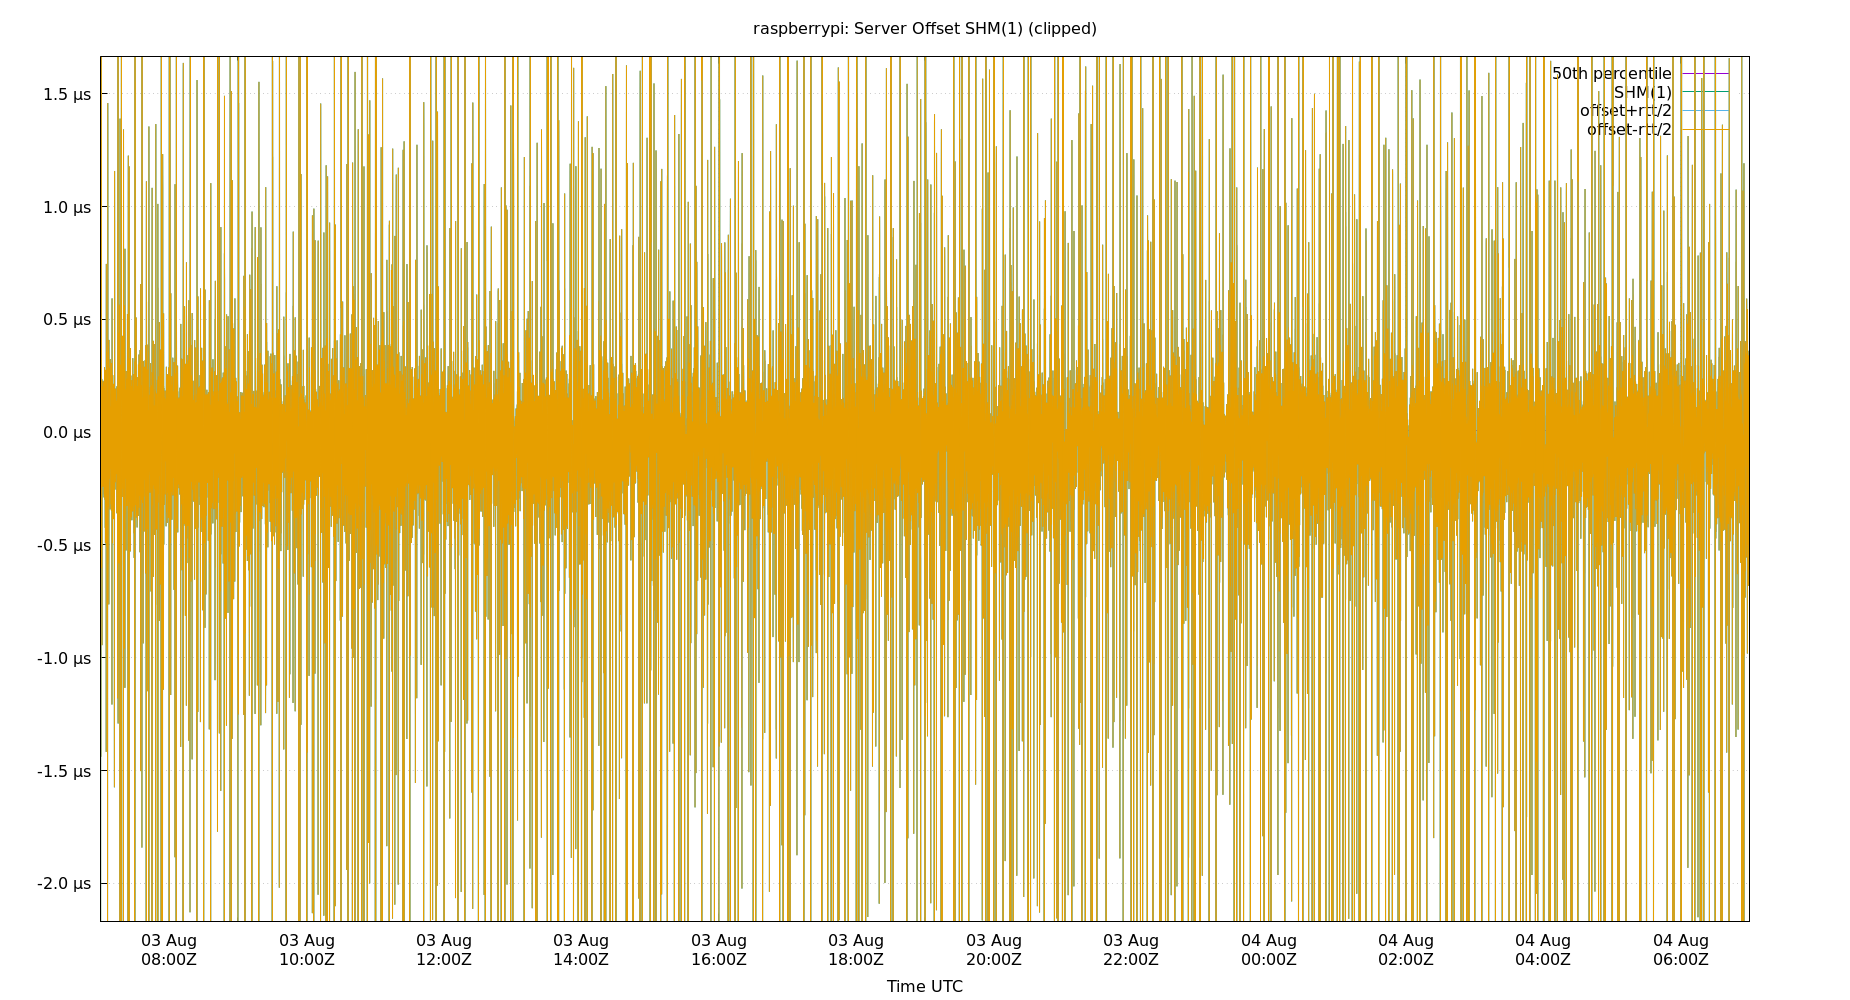 raspberrypi: Server Offset SHM(1) (clipped)
50th percentile
SHM(1)
offset+rtt/2
offset-rtt/2
1.5 µs
1.0 µs
0.5 µs
0.0 µs
-0.5 µs
-1.0 µs
-1.5 µs
-2.0 µs
03 Aug 03 Aug 03 Aug 03 Aug 03 Aug 03 Aug 03 Aug 03 Aug 04 Aug 04 Aug 04 Aug 04 Aug
08:00Z 10:00Z 12:00Z 14:00Z 16:00Z 18:00Z 20:00Z 22:00Z 00:00Z 02:00Z 04:00Z 06:00Z
Time UTC